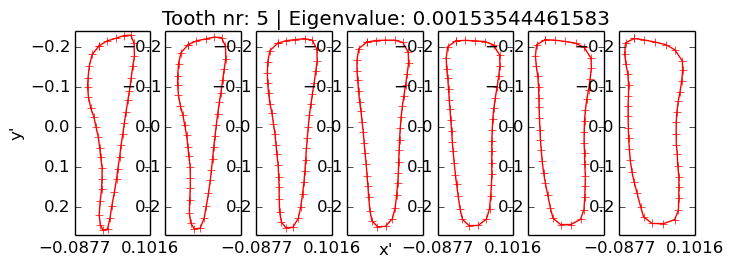 Tooth nr: 5 | Eigenvalue: 0.00153544461583
−0.2 −0.2 −0.2 −0.2 −0.2 −0.2 −0.2
−0.1 −0.1 −0.1 −0.1 −0.1 −0.1 −0.1
y' 0.0 0.0 0.0 0.0 0.0 0.0 0.0
0.1 0.1 0.1 0.1 0.1 0.1 0.1
0.2 0.2 0.2 0.2 0.2 0.2 0.2
−0.0877 0.1016 −0.0877 0.1016 −0.0877 0.1016 −0.0877 0.1016
x'